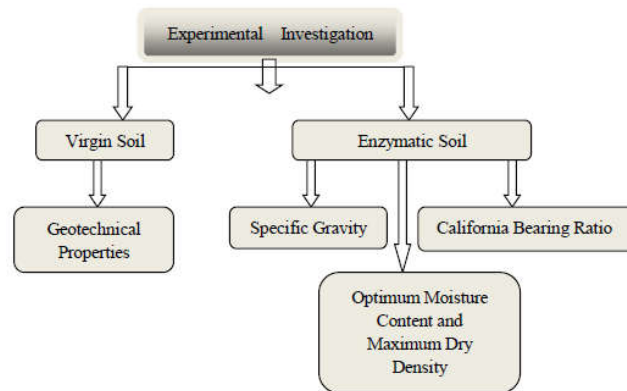 Experimental Investigation
Virgin Soil
Enzymatic Soil
Geotechnical
Properties
Specific Gravity
California Bearing Ratio
Optimum Moisture
Content and
Maximum Dry
Density